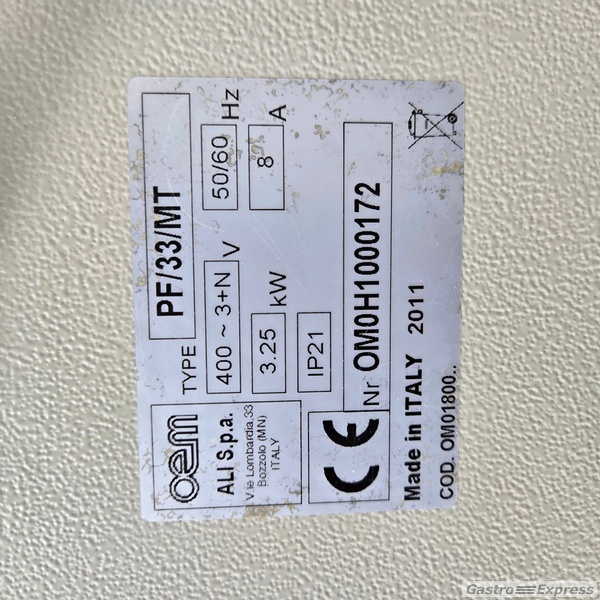 oem
ALI S.p.a.
V.le Lombardia,33
Bozzolo (MN)
ITALY
TYPE PF/33/MT
400 ~ 3+N V 50/60 Hz
3.25 kW 8 A
IP21
CE
Nr OM0H1000172
Made in ITALY 2011
COD. OM01800..
Gastro Express